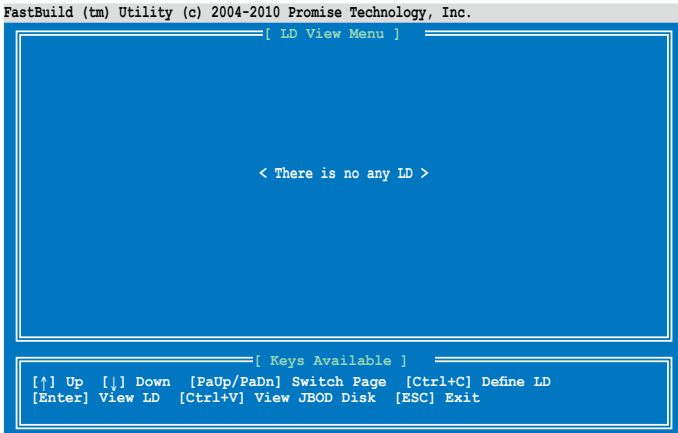 FastBuild (tm) Utility (c) 2004-2010 Promise Technology, Inc.
[ LD View Menu ]
< There is no any LD >
[ Keys Available ]
[↑] Up [↓] Down [PaUp/PaDn] Switch Page [Ctrl+C] Define LD
[Enter] View LD [Ctrl+V] View JBOD Disk [ESC] Exit